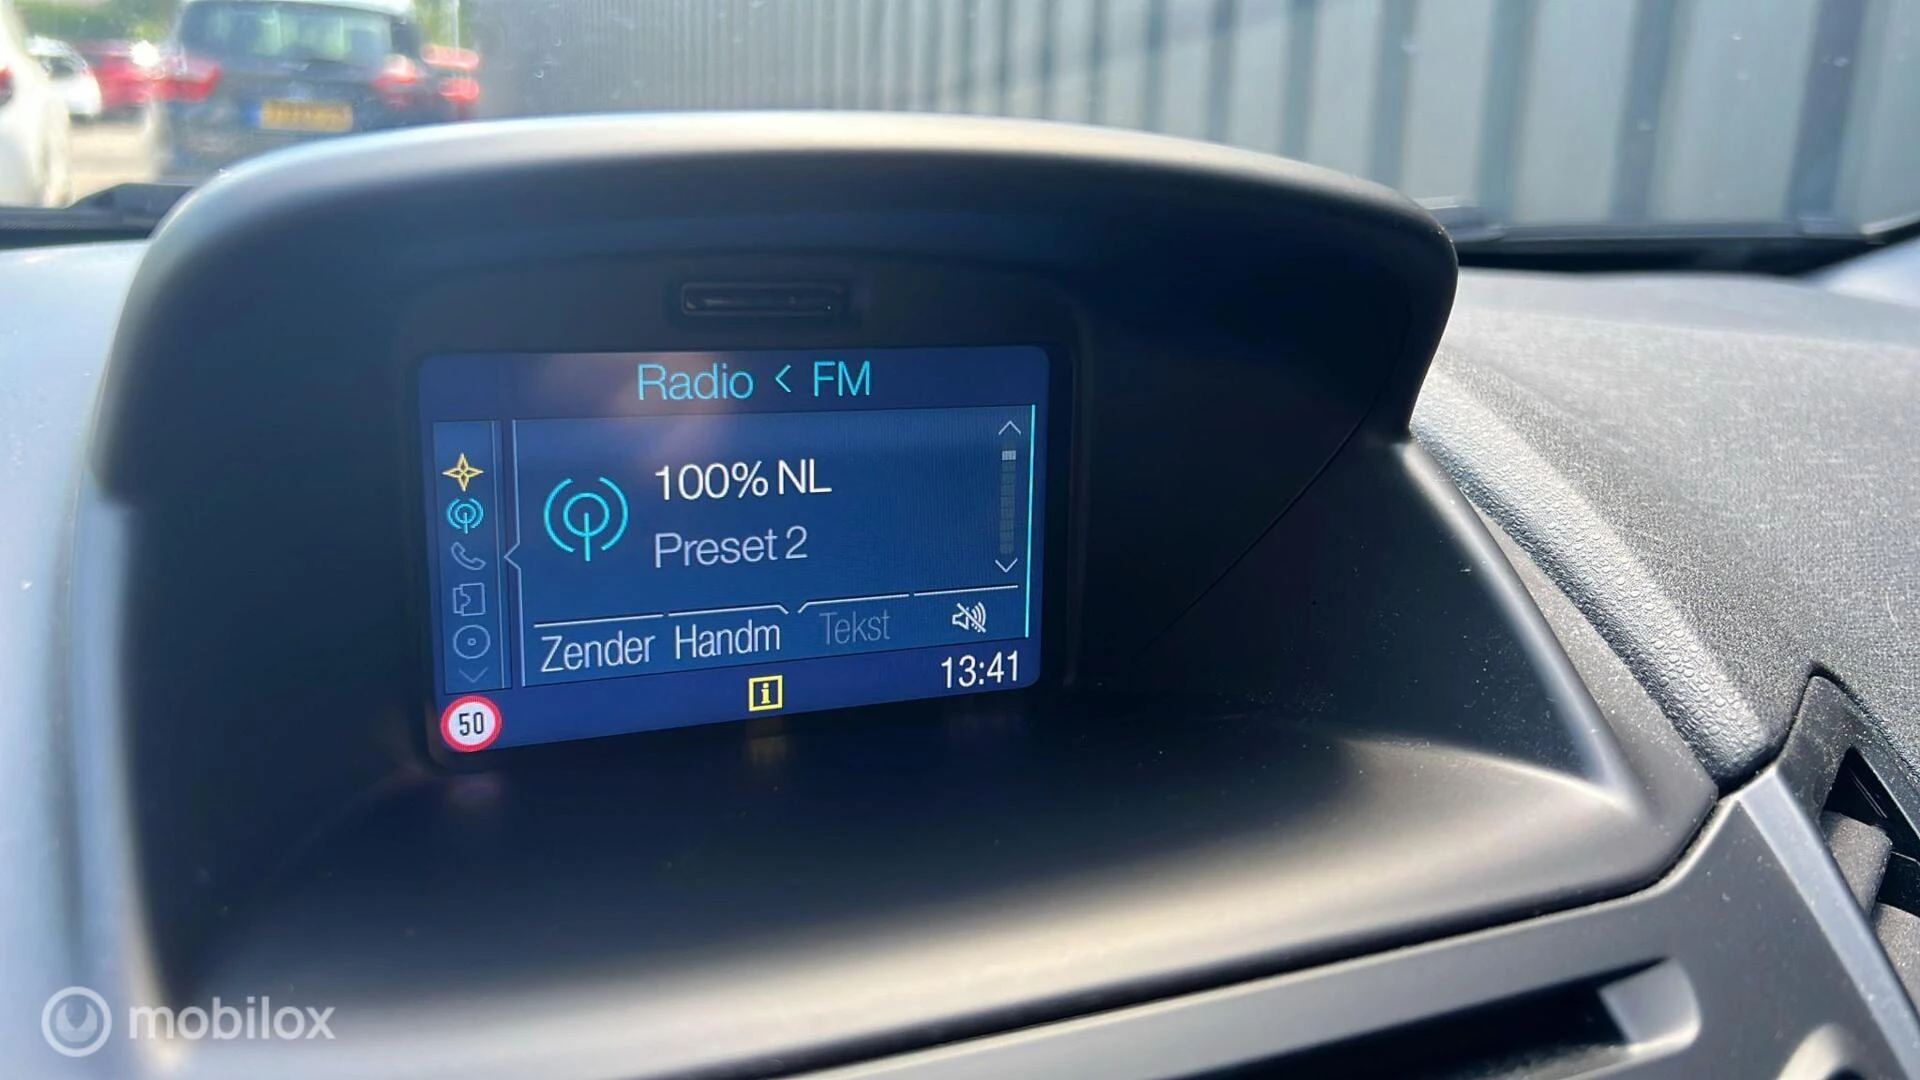 Radio < FM
100% NL
Preset 2
Zender Handm Tekst
50
i
13:41
mobilox